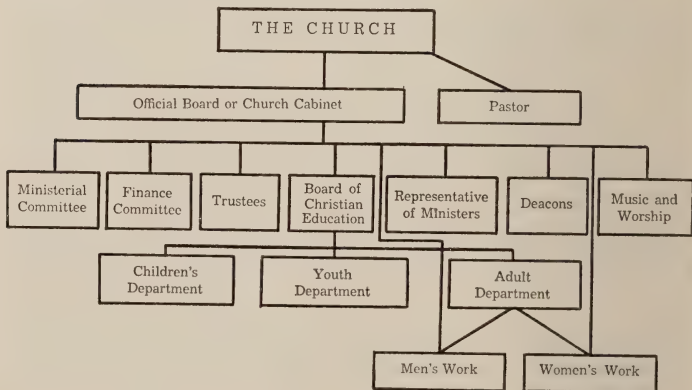 THE CHURCH
Official Board or Church Cabinet
Pastor
Ministerial
Committee
Finance
Committee
Trustees
Board of
Christian
Education
Representative
of MInisters
Deacons
Music and
Worship
Children's
Department
Youth
Department
Adult
Department
Men's Work
Women's Work